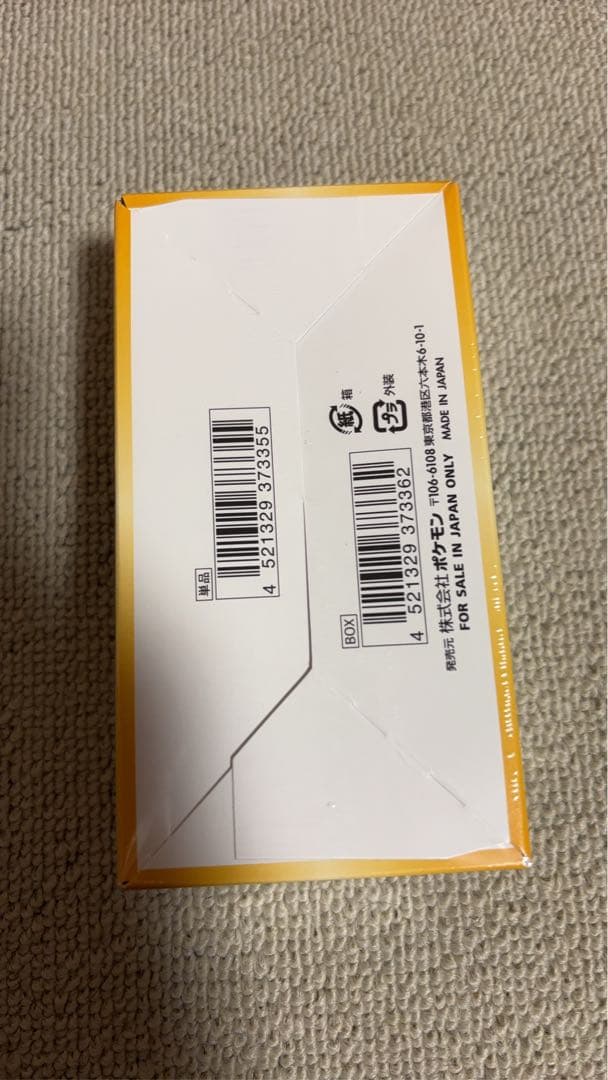 単品
4 521329 373355
BOX
4 521329 373362
紙 箱
プラ 外装
発売元 株式会社ポケモン 〒106-6108 東京都港区六本木6-10-1
FOR SALE IN JAPAN ONLY MADE IN JAPAN